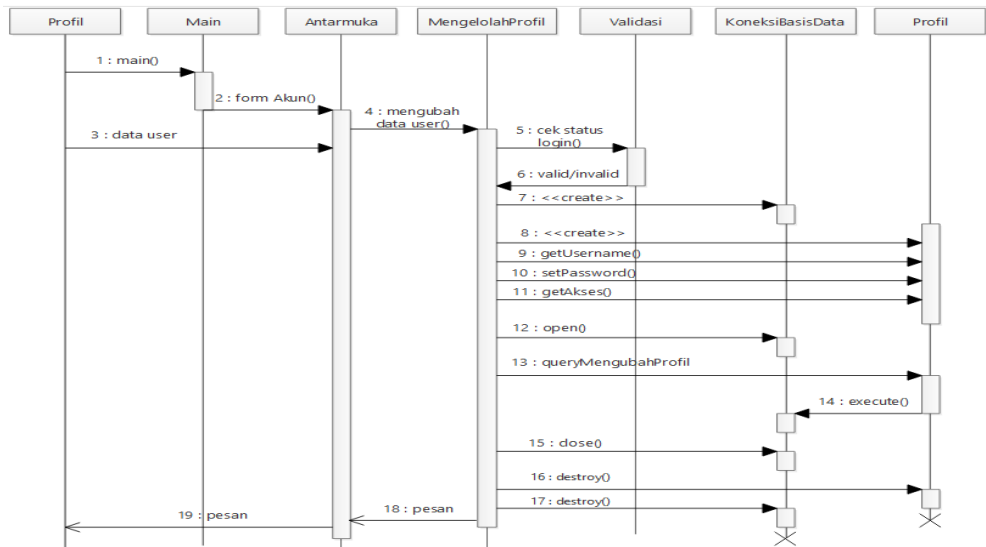 Profil
Main
Antarmuka
MengelolahProfil
Validasi
KoneksiBasisData
Profil
1 : main()
2 : form Akun()
3 : data user
4 : mengubah
data user()
5 : cek status
login()
6 : valid/invalid
7 : <<create>>
8 : <<create>>
9 : getUsername()
10 : setPassword()
11 : getAkses()
12 : open()
13 : queryMengubahProfil
14 : execute()
15 : close()
16 : destroy()
17 : destroy()
18 : pesan
19 : pesan